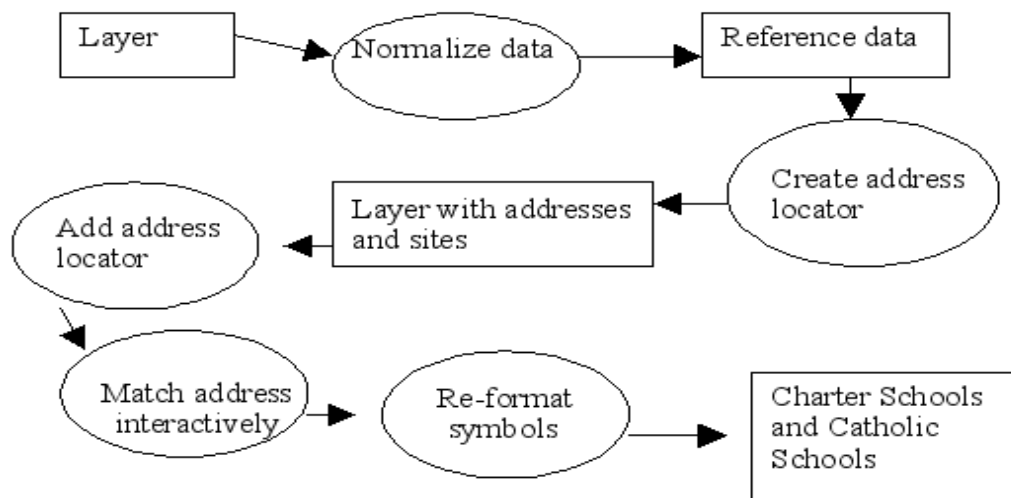 Layer
Normalize data
Reference data
Create address
locator
Layer with addresses
and sites
Add address
locator
Match address
interactively
Re-format
symbols
Charter Schools
and Catholic
Schools